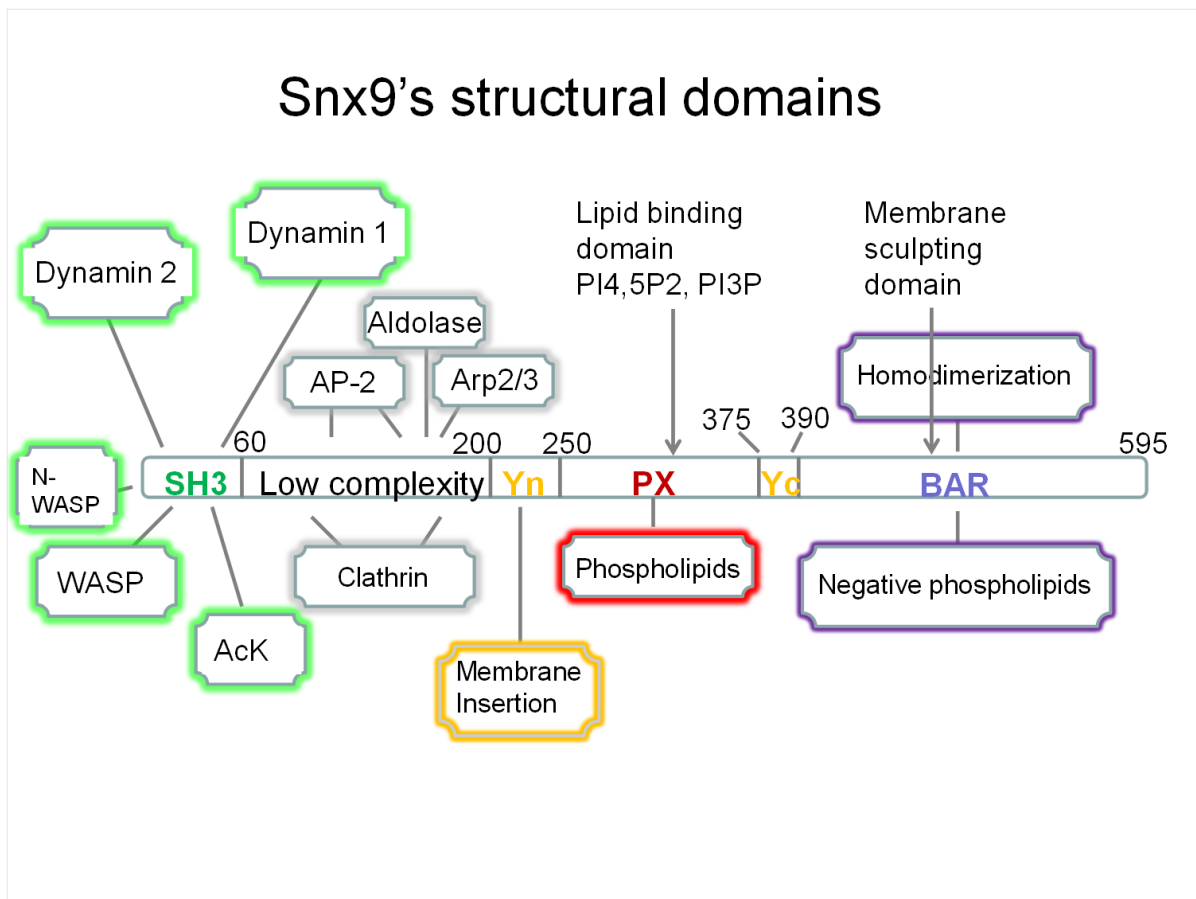 Snx9's structural domains
Dynamin 2
Dynamin 1
Aldolase
AP-2
Arp2/3
Lipid binding
domain
PI4,5P2, PI3P
Membrane
sculpting
domain
Homodimerization
60
200
250
375
390
595
N-
WASP
SH3
Low complexity
Yn
PX
Yc
BAR
WASP
AcK
Clathrin
Membrane
Insertion
Phospholipids
Negative phospholipids